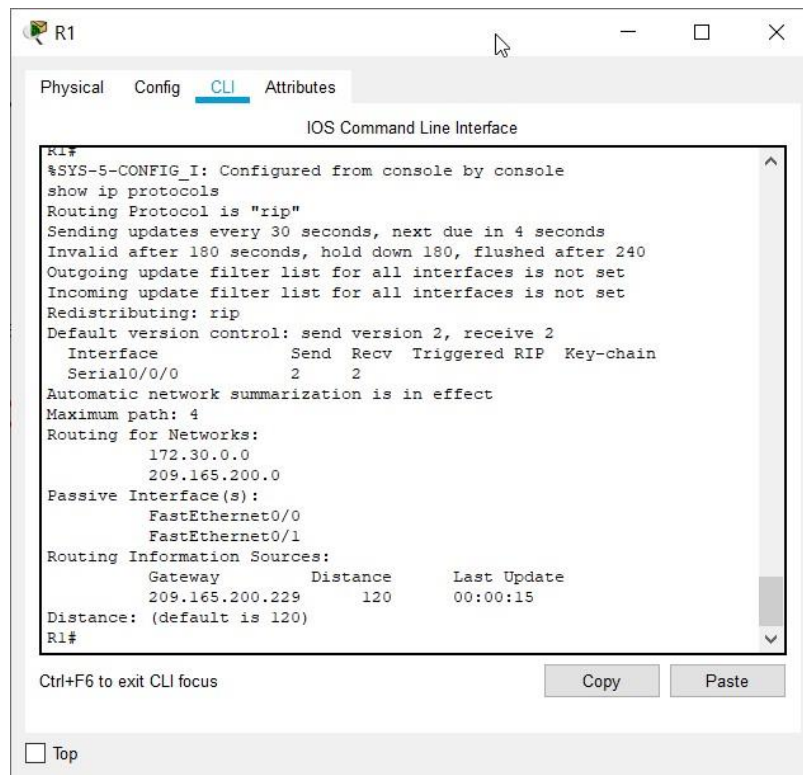 R1
Physical Config CLI Attributes
IOS Command Line Interface
R1#
%SYS-5-CONFIG_I: Configured from console by console
show ip protocols
Routing Protocol is "rip"
Sending updates every 30 seconds, next due in 4 seconds
Invalid after 180 seconds, hold down 180, flushed after 240
Outgoing update filter list for all interfaces is not set
Incoming update filter list for all interfaces is not set
Redistributing: rip
Default version control: send version 2, receive 2
Interface Send Recv Triggered RIP Key-chain
Serial0/0/0 2 2
Automatic network summarization is in effect
Maximum path: 4
Routing for Networks:
172.30.0.0
209.165.200.0
Passive Interface(s):
FastEthernet0/0
FastEthernet0/1
Routing Information Sources:
Gateway Distance Last Update
209.165.200.229 120 00:00:15
Distance: (default is 120)
R1#
Ctrl+F6 to exit CLI focus Copy Paste
Top